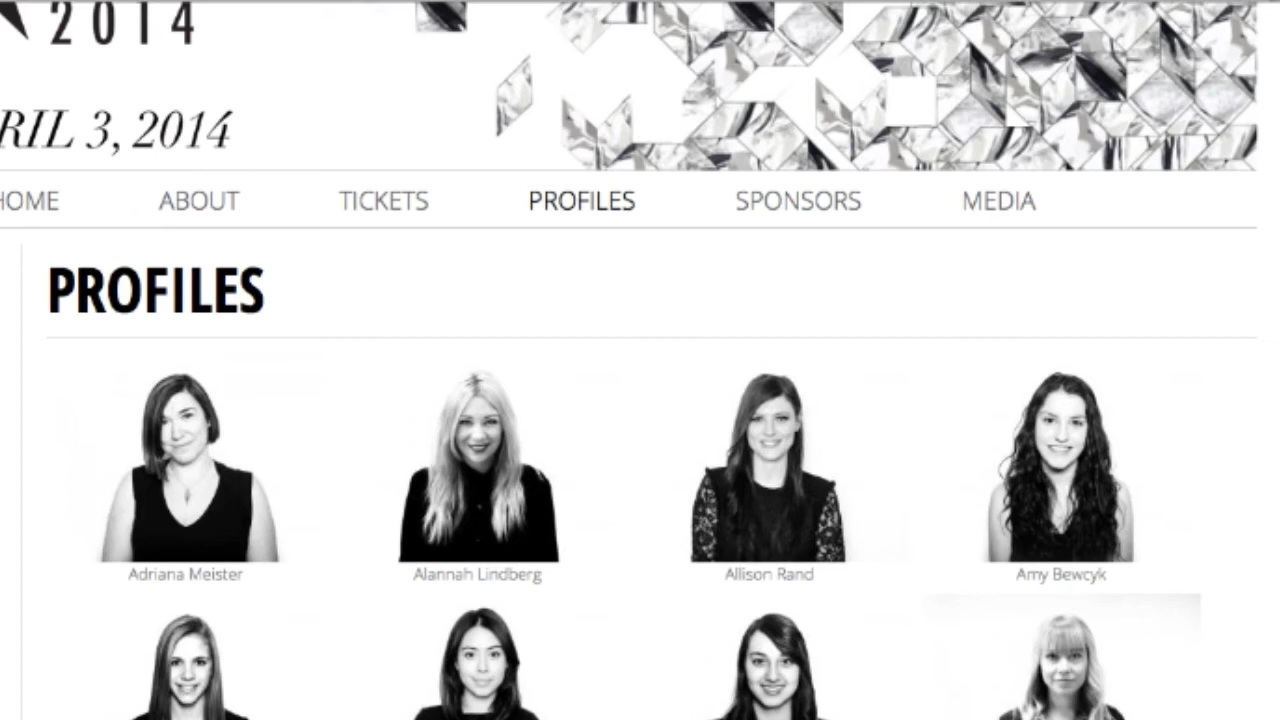 2014
RIL 3, 2014
HOME ABOUT TICKETS PROFILES SPONSORS MEDIA
PROFILES
Adriana Meister Alannah Lindberg Allison Rand Amy Bewcyk